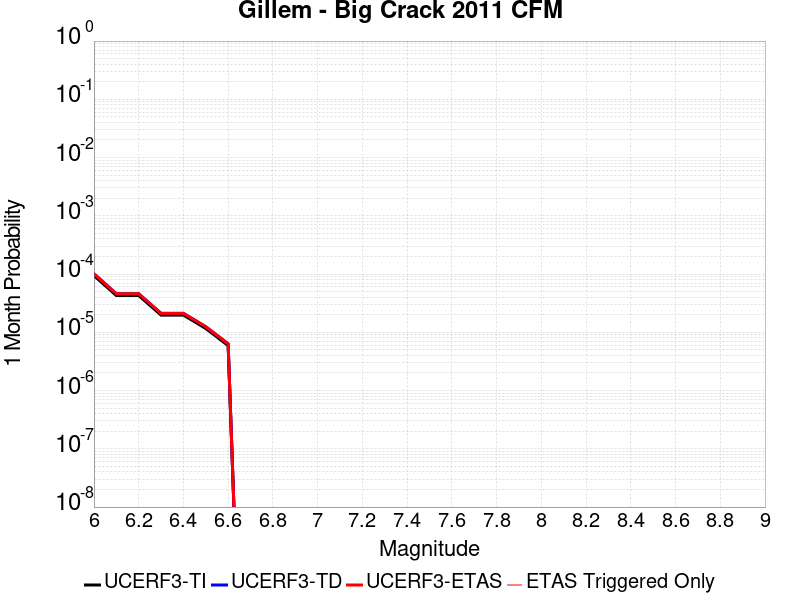 Gillem - Big Crack 2011 CFM
10^0
10^-1
10^-2
10^-3
10^-4
10^-5
10^-6
10^-7
10^-8
1 Month Probability
6 6.2 6.4 6.6 6.8 7 7.2 7.4 7.6 7.8 8 8.2 8.4 8.6 8.8 9
Magnitude
UCERF3-TI UCERF3-TD UCERF3-ETAS ETAS Triggered Only